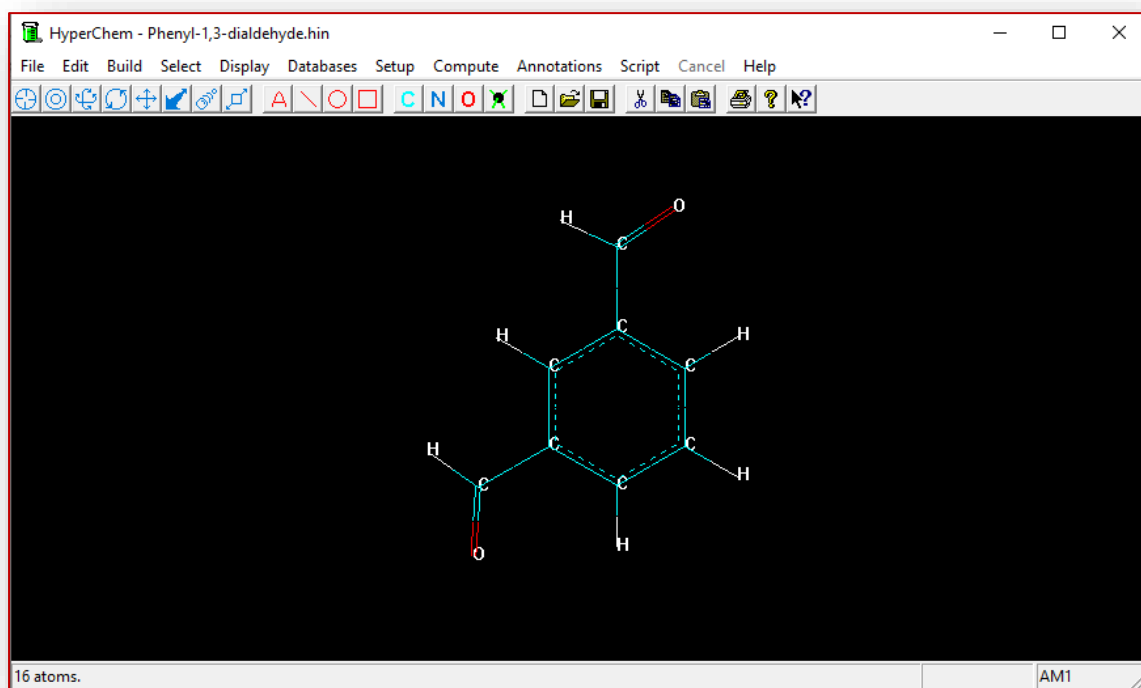 HyperChem - Phenyl-1,3-dialdehyde.hin
File Edit Build Select Display Databases Setup Compute Annotations Script Cancel Help
A C N O ? ?
O
H
C
H C H
C C
H C C H
C C
O H
16 atoms. AM1